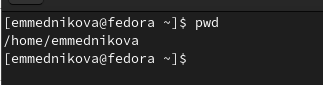 [emmednikova@fedora ~]$ pwd
/home/emmednikova
[emmednikova@fedora ~]$